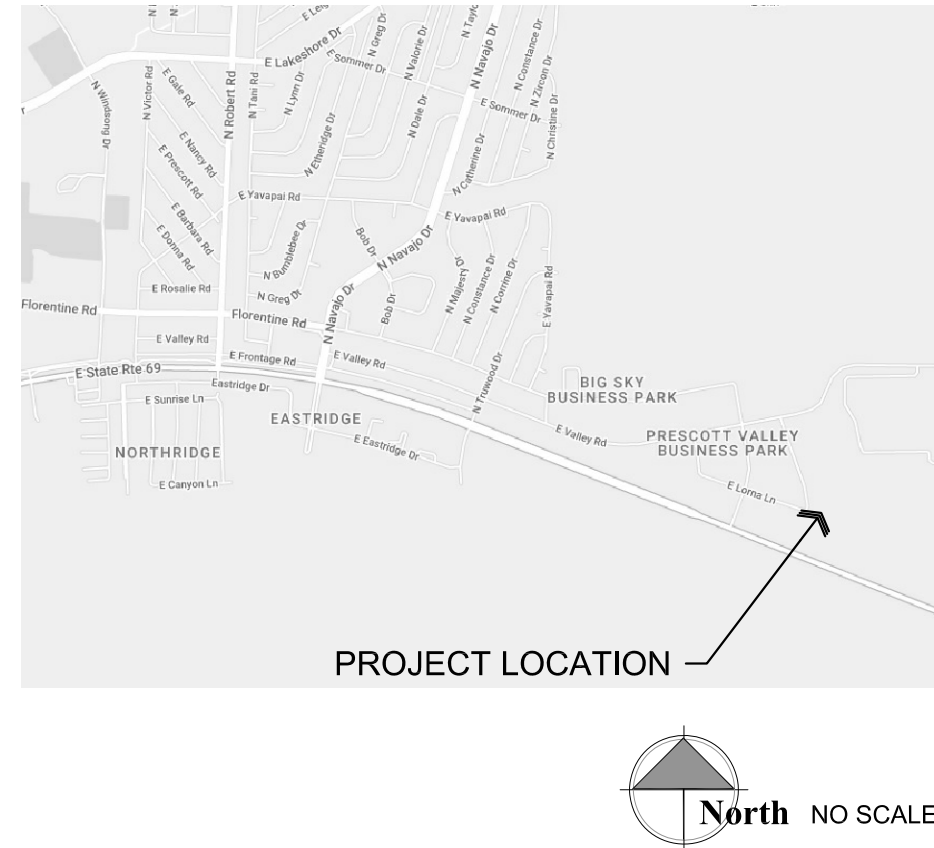 E Lakeshore Dr
N Greg Dr
N Valorie Dr
E Sommer Dr
N Navajo Dr
N Constance Dr
N Zircon Dr
N Windsong Dr
N Victor Rd
E Gale Rd
N Robert Rd
N Tani Rd
N Lynn Dr
N Etheridge Dr
N Dale Dr
E Sommer Dr
N Christine Dr
E Nancy Rd
E Prescott Rd
N Catherine Dr
E Yavapai Rd
E Yavapai Rd
E Barbara Rd
E Donna Rd
N Bumblebee Dr
Bob Dr
N Navajo Dr
N Majesty Dr
N Constance Dr
N Corrine Dr
E Yavapai Rd
E Rosalie Rd
N Greg Dr
N Navajo Dr
Bob Dr
Florentine Rd
Florentine Rd
E Valley Rd
E Frontage Rd
E Valley Rd
N Truwood Dr
E State Rte 69
Eastridge Dr
BIG SKY
BUSINESS PARK
E Sunrise Ln
EASTRIDGE
E Valley Rd
PRESCOTT VALLEY
BUSINESS PARK
NORTHRIDGE
E Eastridge Dr
E Canyon Ln
E Lorna Ln
PROJECT LOCATION
North NO SCALE